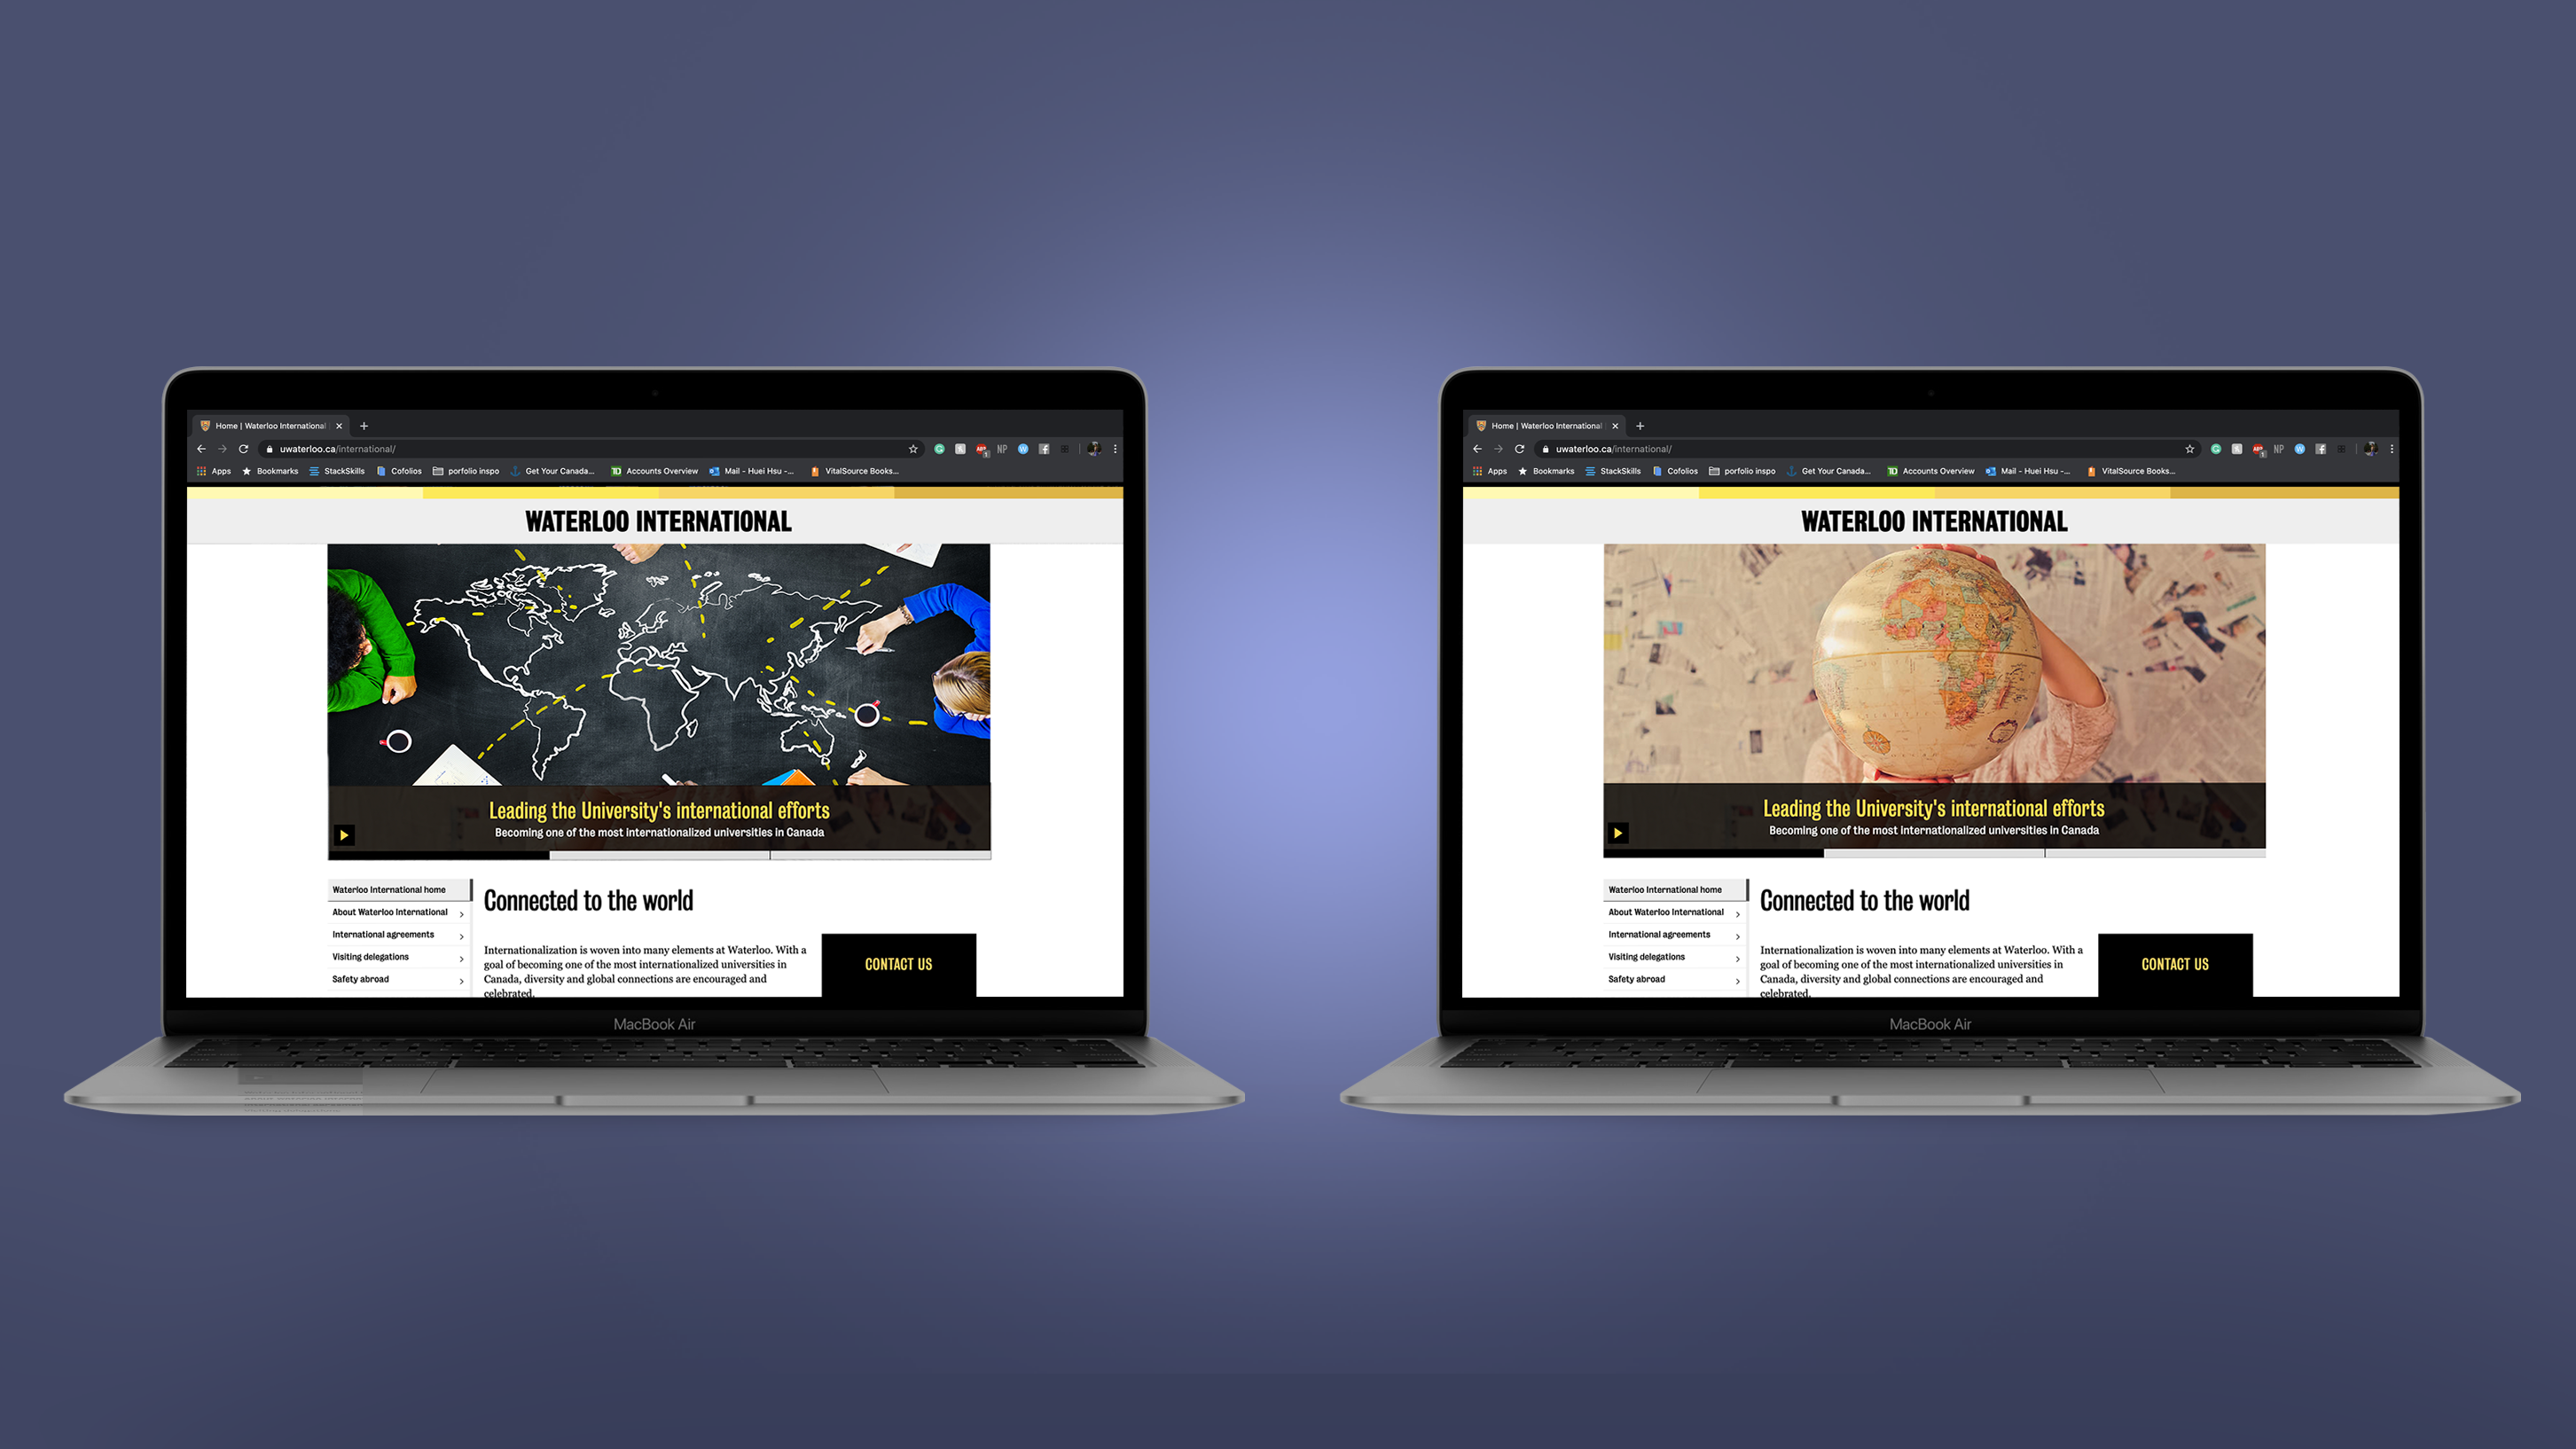 Home | Waterloo International
uwaterloo.ca/international/
Apps Bookmarks StackSkills Cofolios porfolio inspo Get Your Canada... Accounts Overview Mail - Huei Hsu -... VitalSource Books...
WATERLOO INTERNATIONAL
Leading the University's international efforts
Becoming one of the most internationalized universities in Canada
Waterloo International home
About Waterloo International
International agreements
Visiting delegations
Safety abroad
Connected to the world
Internationalization is woven into many elements at Waterloo. With a
goal of becoming one of the most internationalized universities in
Canada, diversity and global connections are encouraged and
celebrated.
CONTACT US
MacBook Air
Home | Waterloo International
uwaterloo.ca/international/
Apps Bookmarks StackSkills Cofolios porfolio inspo Get Your Canada... Accounts Overview Mail - Huei Hsu -... VitalSource Books...
WATERLOO INTERNATIONAL
Leading the University's international efforts
Becoming one of the most internationalized universities in Canada
Waterloo International home
About Waterloo International
International agreements
Visiting delegations
Safety abroad
Connected to the world
Internationalization is woven into many elements at Waterloo. With a
goal of becoming one of the most internationalized universities in
Canada, diversity and global connections are encouraged and
celebrated.
CONTACT US
MacBook Air